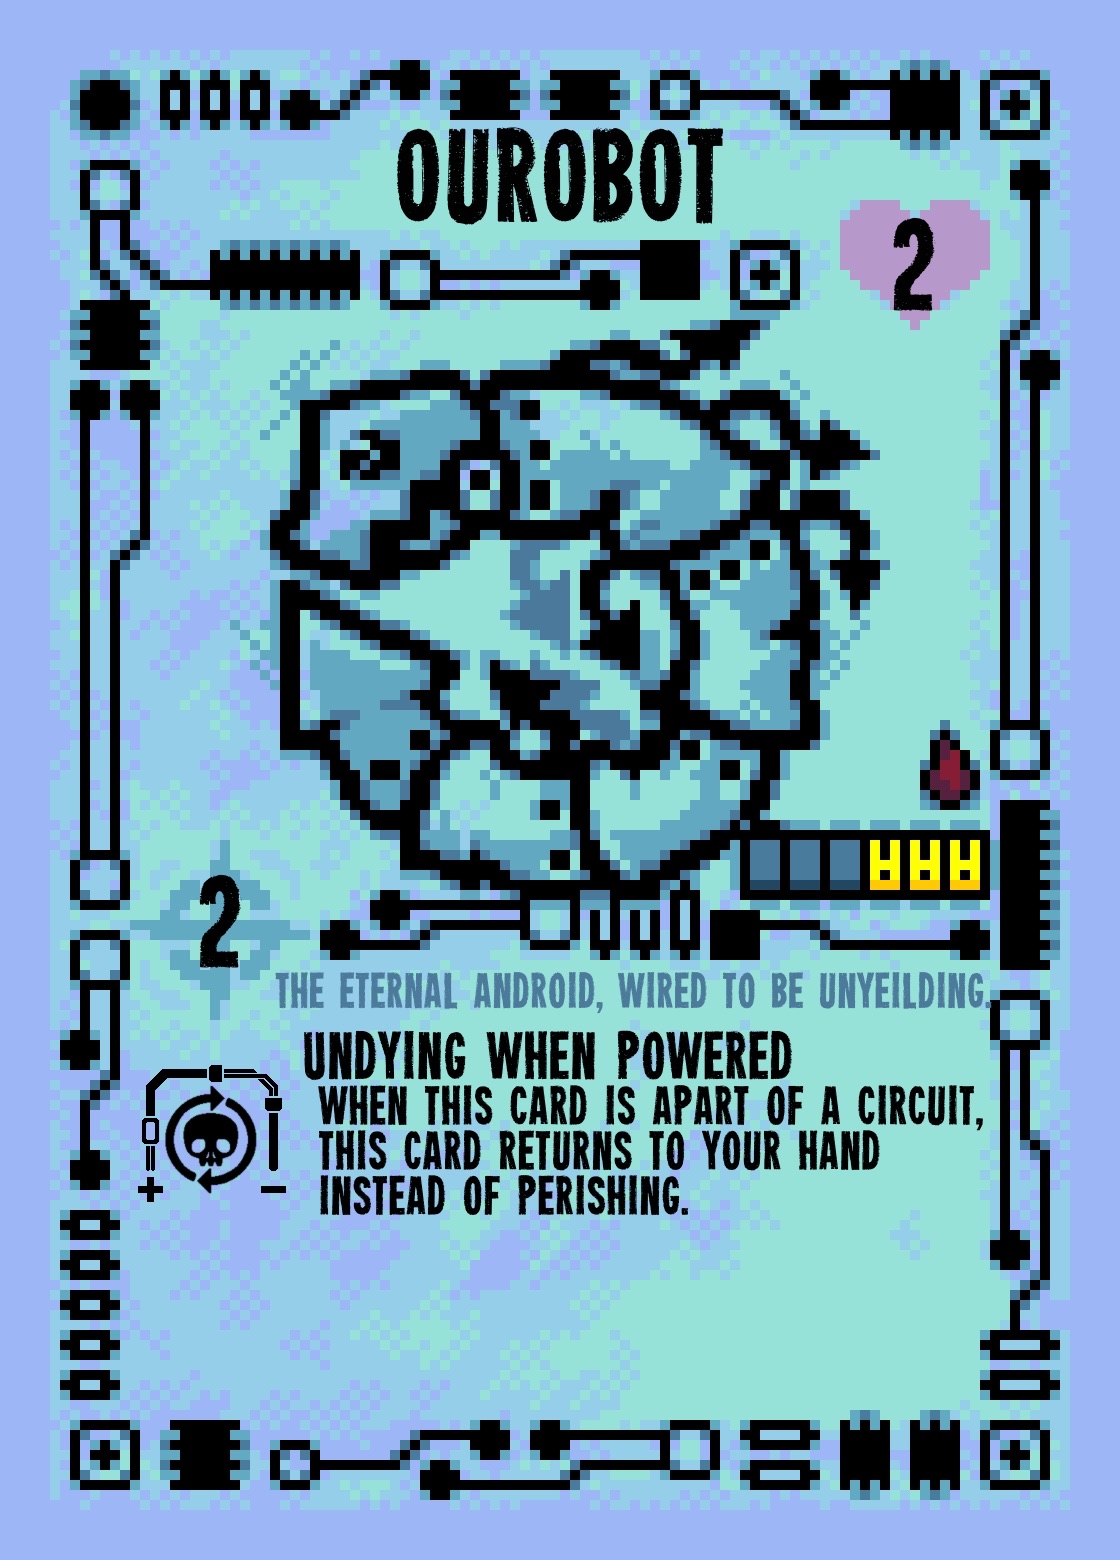 OUROBOT
2
2
THE ETERNAL ANDROID, WIRED TO BE UNYEILDING.
UNDYING WHEN POWERED
WHEN THIS CARD IS APART OF A CIRCUIT,
THIS CARD RETURNS TO YOUR HAND
INSTEAD OF PERISHING.